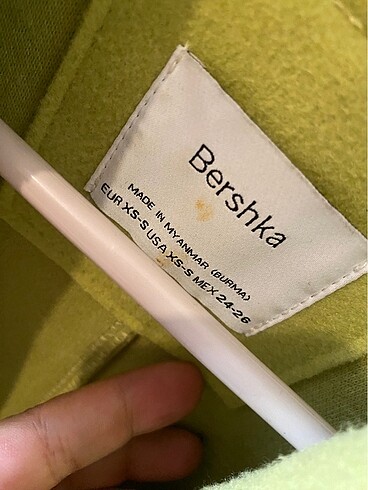 Bershka
MADE IN MYANMAR (BURMA)
EUR XS-S USA XS-S MEX 24-26